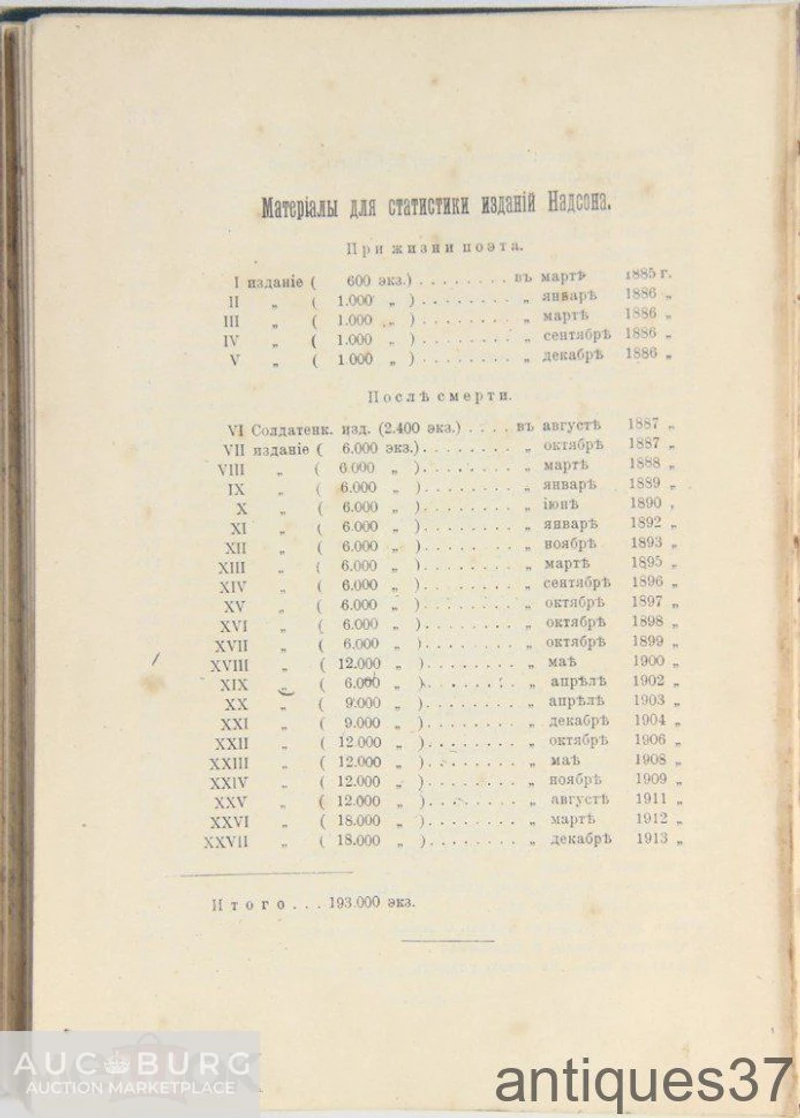 Матеріалы для статистики изданій Надсона.
При жизни поэта.
I изданіе ( 600 экз.) . . . . . . . . въ мартѣ 1885 г.
II „ ( 1.000 „ ) . . . . . . . . „ январѣ 1886 „
III „ ( 1.000 „ ) . . . . . . . . „ мартѣ 1886 „
IV „ ( 1.000 „ ) . . . . . . . . „ сентябрѣ 1886 „
V „ ( 1.000 „ ) . . . . . . . . „ декабрѣ 1886 „
Послѣ смерти.
VI Солдатенк. изд. (2.400 экз.) . . . . въ августѣ 1887 „
VII изданіе ( 6.000 экз.) . . . . . . . . „ октябрѣ 1887 „
VIII „ ( 6.000 „ ) . . . . . . . . „ мартѣ 1888 „
IX „ ( 6.000 „ ) . . . . . . . . „ январѣ 1889 „
X „ ( 6.000 „ ) . . . . . . . . „ іюнѣ 1890 „
XI „ ( 6.000 „ ) . . . . . . . . „ январѣ 1892 „
XII „ ( 6.000 „ ) . . . . . . . . „ ноябрѣ 1893 „
XIII „ ( 6.000 „ ) . . . . . . . . „ мартѣ 1895 „
XIV „ ( 6.000 „ ) . . . . . . . . „ сентябрѣ 1896 „
XV „ ( 6.000 „ ) . . . . . . . . „ октябрѣ 1897 „
XVI „ ( 6.000 „ ) . . . . . . . . „ октябрѣ 1898 „
XVII „ ( 6.000 „ ) . . . . . . . . „ октябрѣ 1899 „
XVIII „ ( 12.000 „ ) . . . . . . . . „ маѣ 1900 „
XIX „ ( 6.000 „ ) . . . . . . . . „ апрѣлѣ 1902 „
XX „ ( 9.000 „ ) . . . . . . . . „ апрѣлѣ 1903 „
XXI „ ( 9.000 „ ) . . . . . . . . „ декабрѣ 1904 „
XXII „ ( 12.000 „ ) . . . . . . . . „ октябрѣ 1906 „
XXIII „ ( 12.000 „ ) . . . . . . . . „ маѣ 1908 „
XXIV „ ( 12.000 „ ) . . . . . . . . „ ноябрѣ 1909 „
XXV „ ( 12.000 „ ) . . . . . . . . „ августѣ 1911 „
XXVI „ ( 18.000 „ ) . . . . . . . . „ мартѣ 1912 „
XXVII „ ( 18.000 „ ) . . . . . . . . „ декабрѣ 1913 „
Итого . . . 193.000 экз.
AUCBURG
AUCTION MARKETPLACE
antiques37